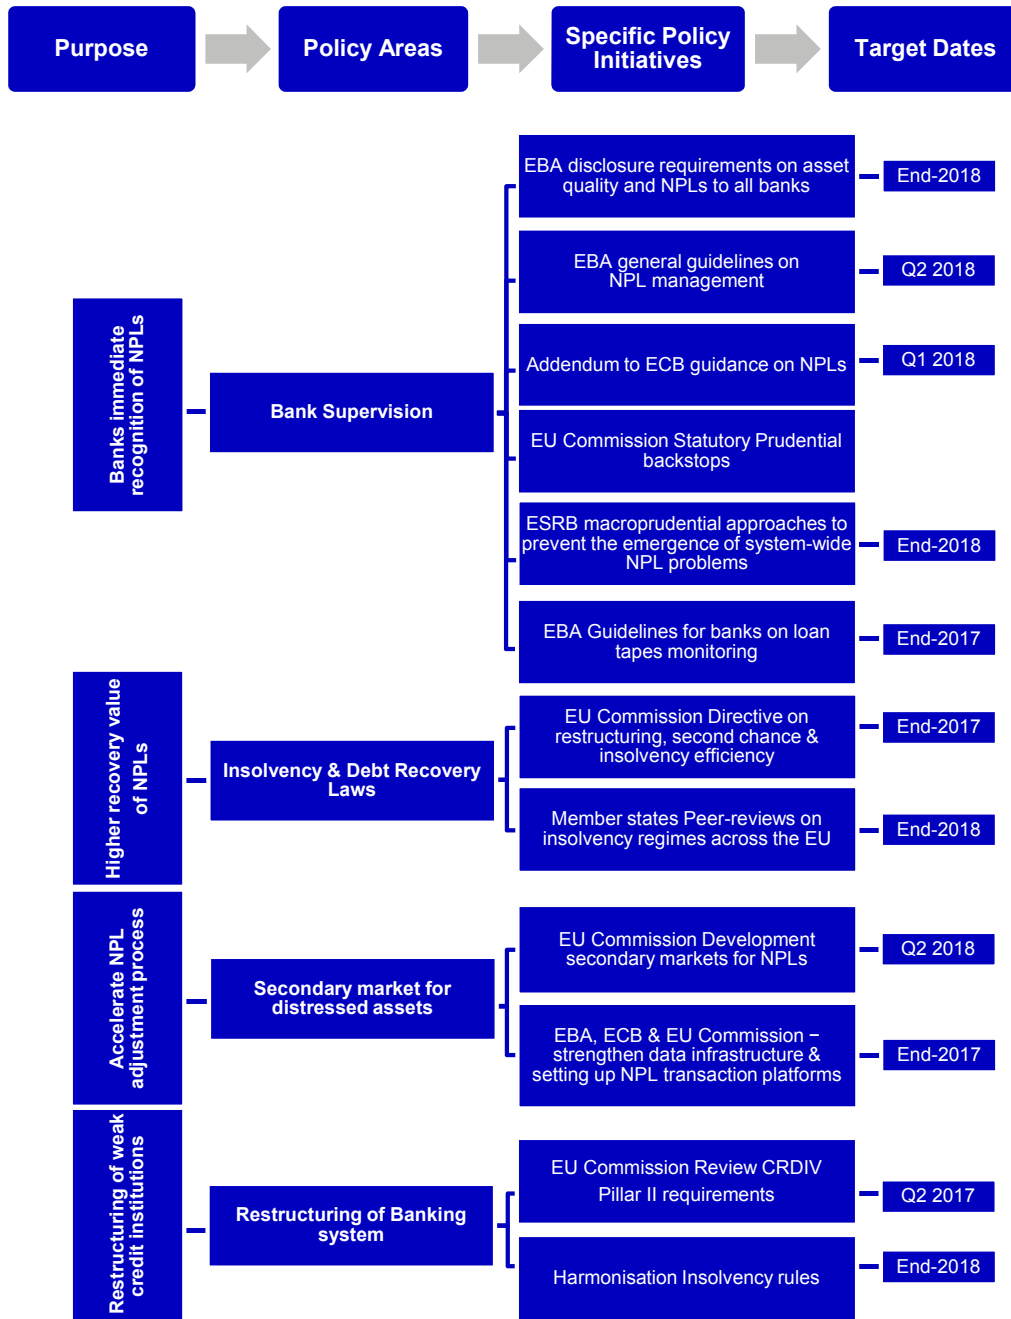 Purpose
Policy Areas
Specific Policy
Initiatives
Target Dates
Banks immediate
recognition of NPLs
Bank Supervision
EBA disclosure requirements on asset
quality and NPLs to all banks
End-2018
EBA general guidelines on
NPL management
Q2 2018
Addendum to ECB guidance on NPLs
Q1 2018
EU Commission Statutory Prudential
backstops
ESRB macroprudential approaches to
prevent the emergence of system-wide
NPL problems
End-2018
EBA Guidelines for banks on loan
tapes monitoring
End-2017
Higher recovery value
of NPLs
Insolvency & Debt Recovery
Laws
EU Commission Directive on
restructuring, second chance &
insolvency efficiency
End-2017
Member states Peer-reviews on
insolvency regimes across the EU
End-2018
Accelerate NPL
adjustment process
Secondary market for
distressed assets
EU Commission Development
secondary markets for NPLs
Q2 2018
EBA, ECB & EU Commission –
strengthen data infrastructure &
setting up NPL transaction platforms
End-2017
Restructuring of weak
credit institutions
Restructuring of Banking
system
EU Commission Review CRDIV
Pillar II requirements
Q2 2017
Harmonisation Insolvency rules
End-2018